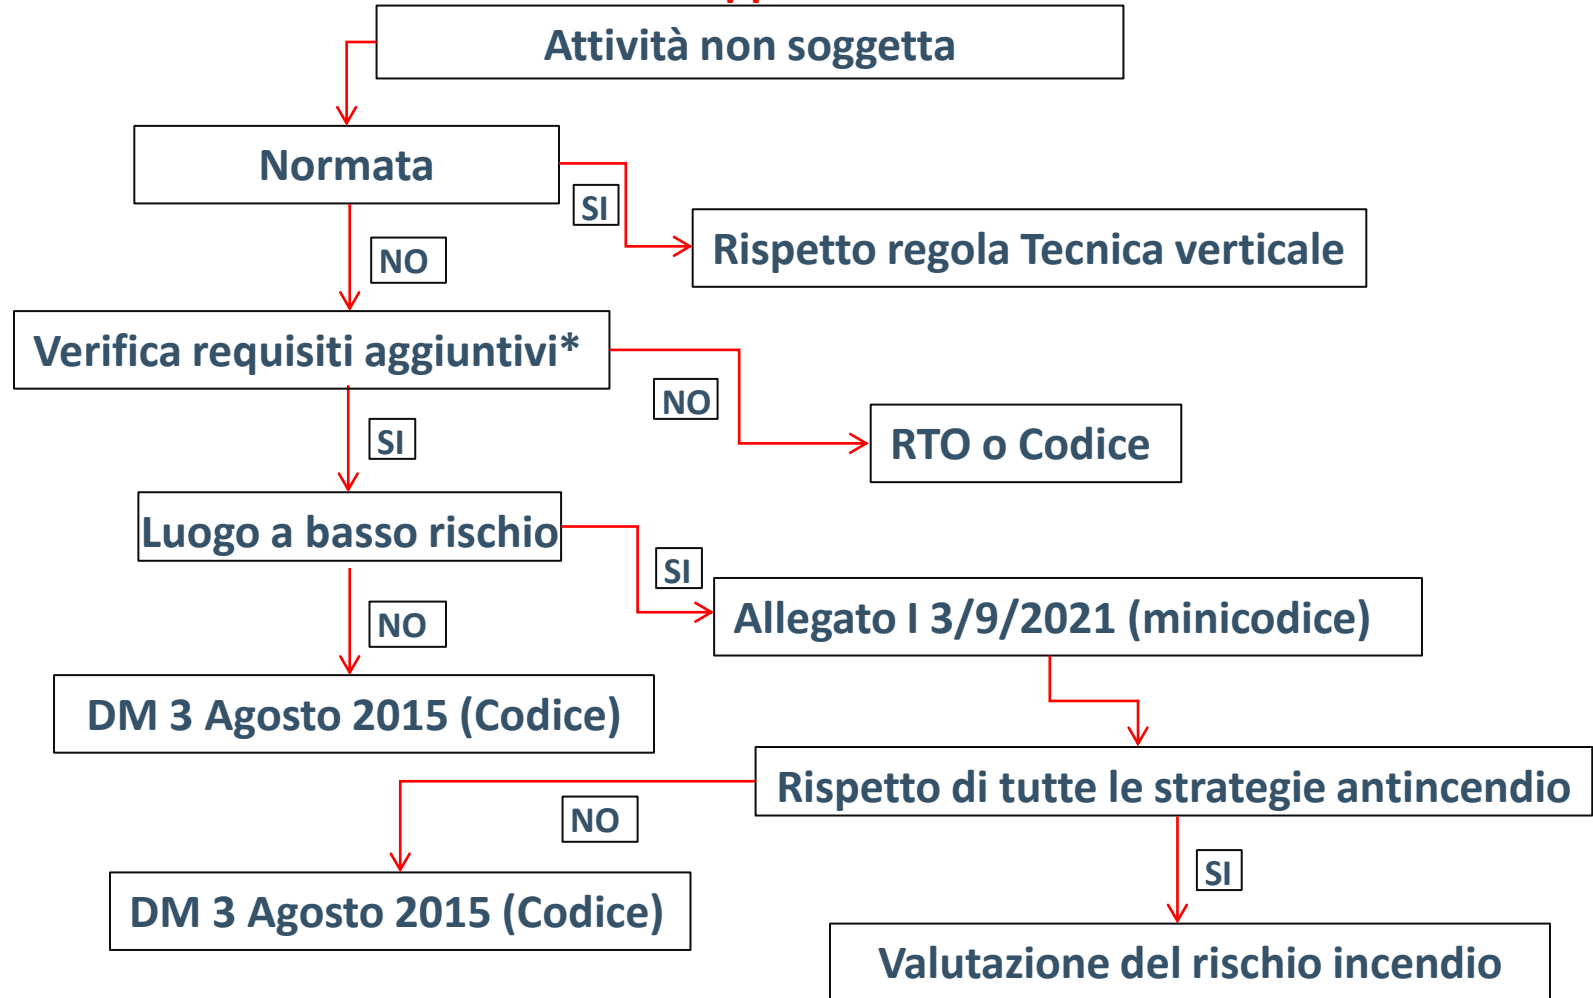 Attività non soggetta
Normata
SI
Rispetto regola Tecnica verticale
NO
Verifica requisiti aggiuntivi*
NO
RTO o Codice
SI
Luogo a basso rischio
SI
Allegato I 3/9/2021 (minicodice)
NO
DM 3 Agosto 2015 (Codice)
Rispetto di tutte le strategie antincendio
NO
DM 3 Agosto 2015 (Codice)
SI
Valutazione del rischio incendio